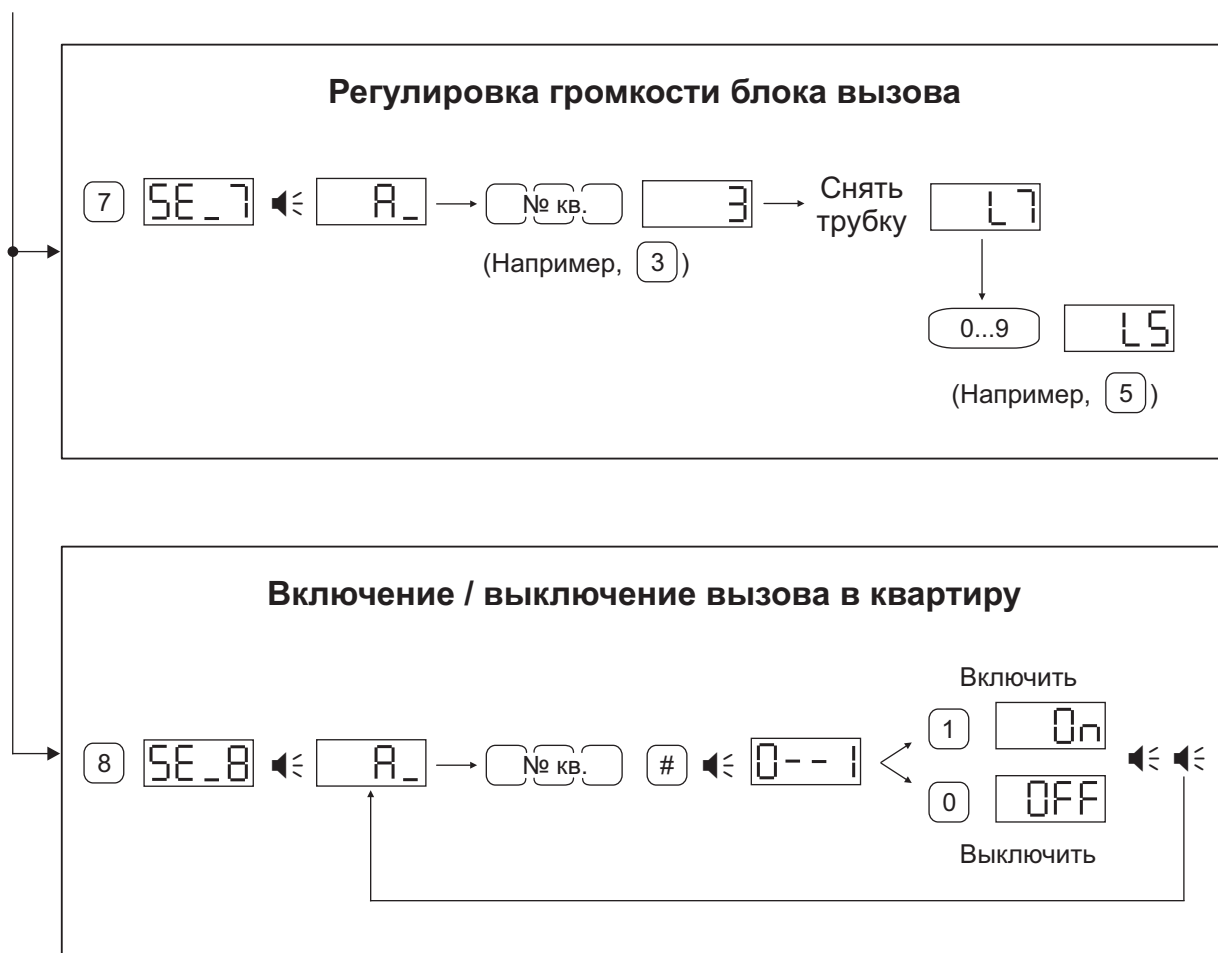 Регулировка громкости блока вызова
7 SE_7 A_ № кв. 3 Снять трубку L7
(Например, 3)
0...9 L5
(Например, 5)
Включение / выключение вызова в квартиру
Включить
8 SE_8 A_ № кв. # 0--1 1 On
0 OFF
Выключить